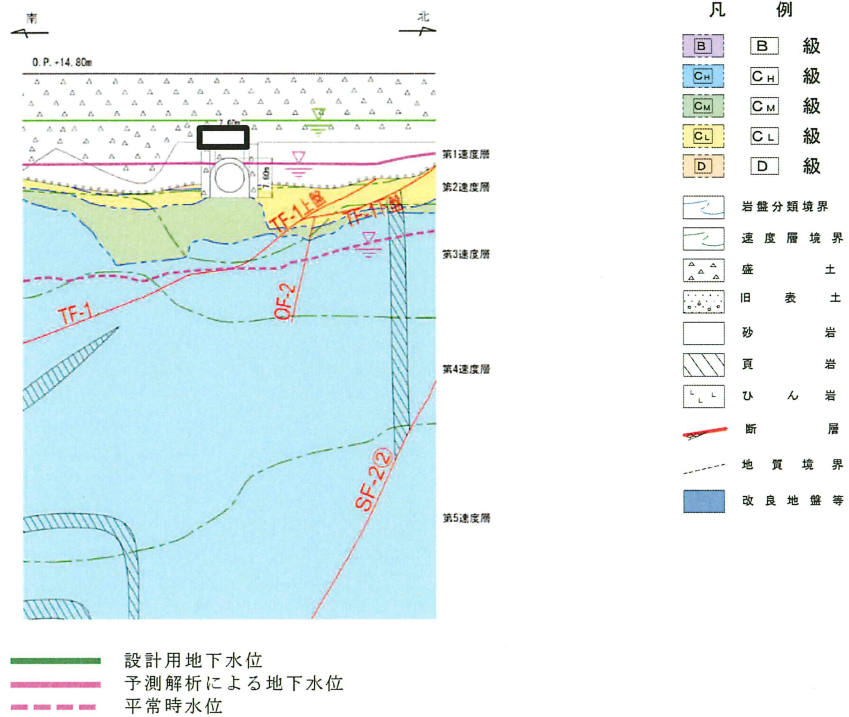 南
北
O.P.+14.80m
7.60m
第1速度層
第2速度層
TF-1上盤
TF-1上盤
第3速度層
TF-1
OF-2
第4速度層
SF-2②
第5速度層
凡 例
B B 級
CH CH 級
CM CM 級
CL CL 級
D D 級
岩盤分類境界
速度層境界
盛 土
旧表土
砂 岩
頁 岩
ひん岩
断 層
地質境界
改良地盤等
設計用地下水位
予測解析による地下水位
平常時水位